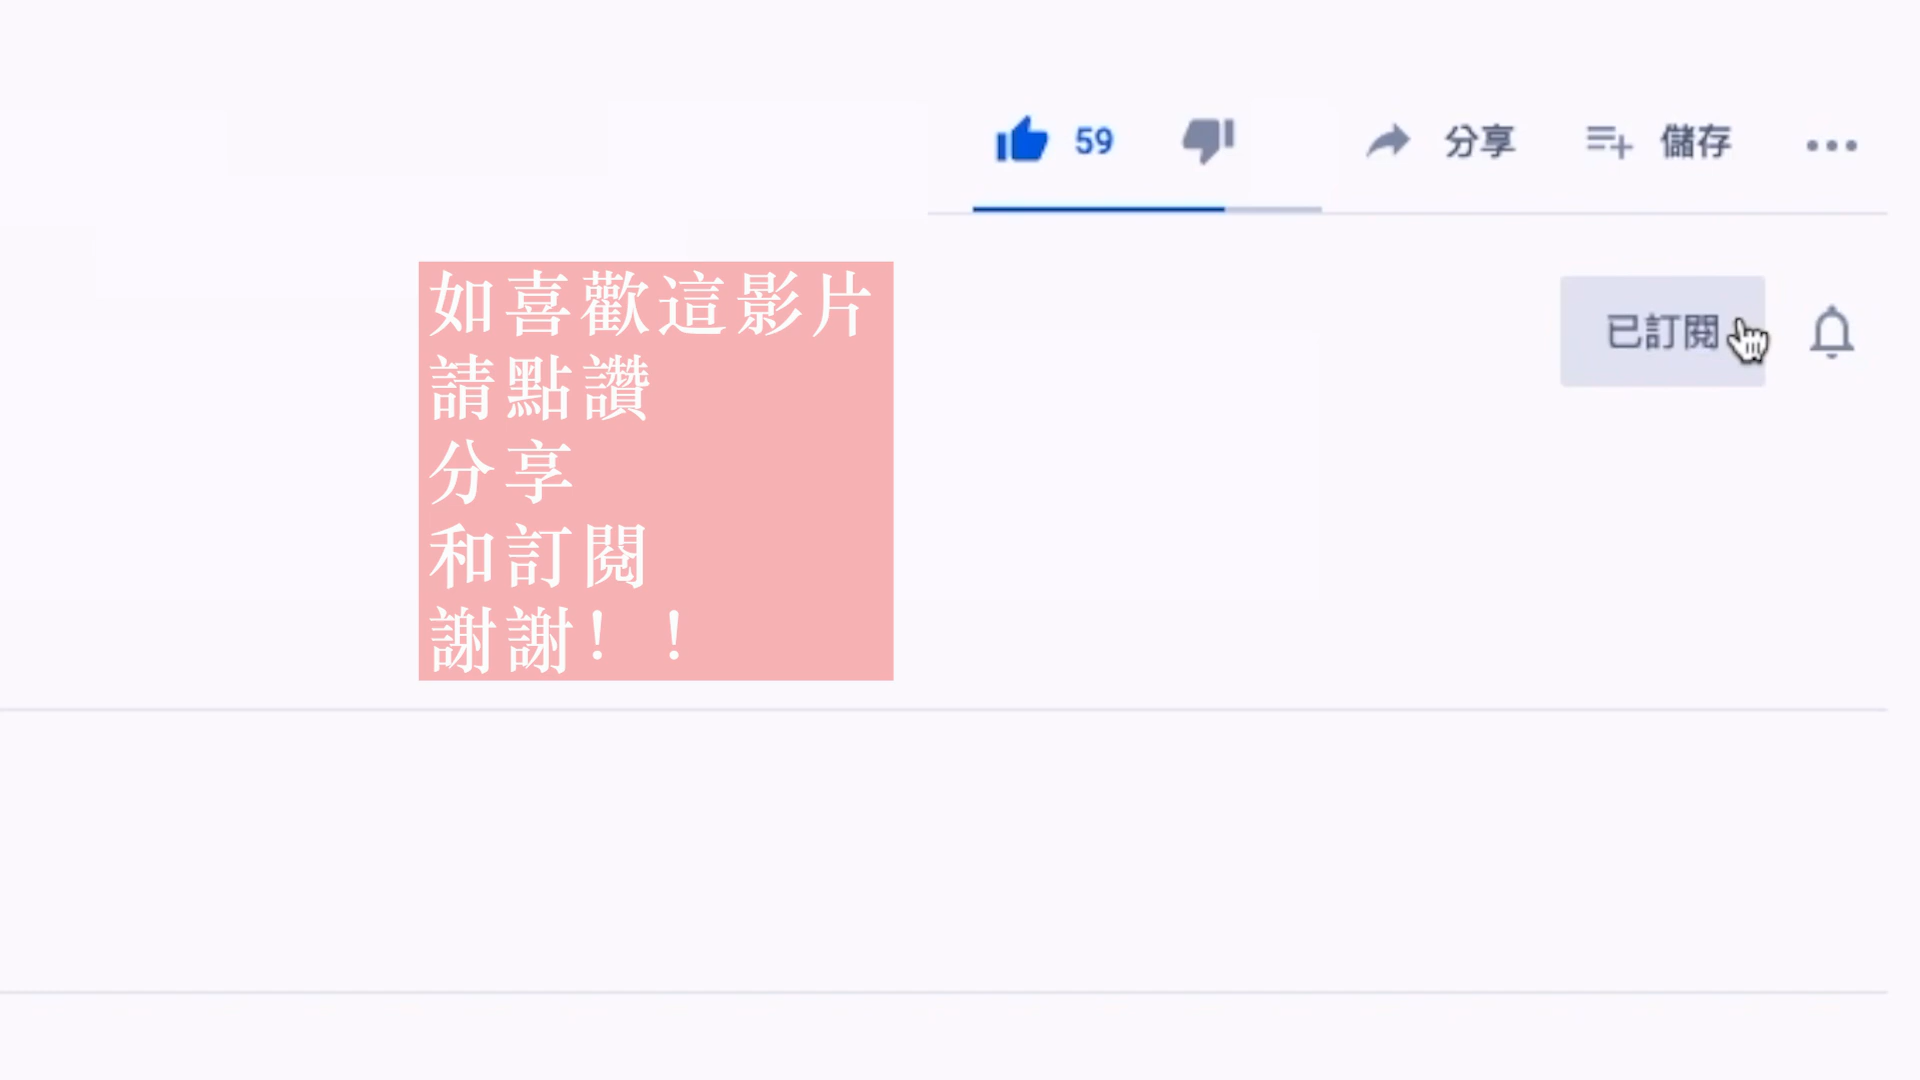 59 分享 儲存
已訂閱
如喜歡這影片
請點讚
分享
和訂閱
謝謝！！